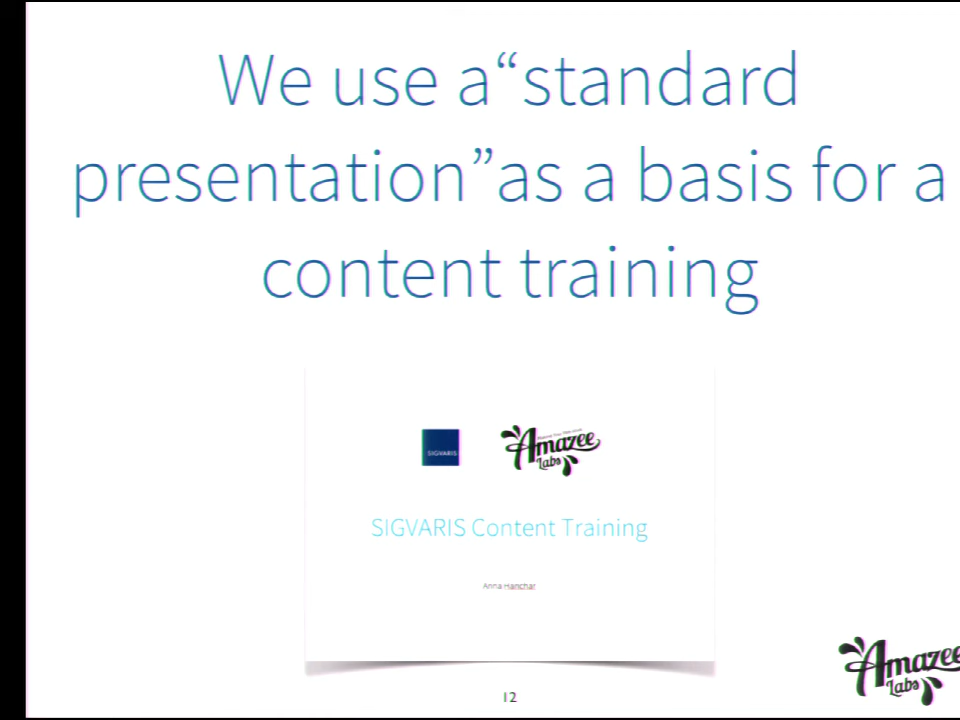 We use a“standard
presentation”as a basis for a
content training
SIGVARIS
Amazee
Labs
SIGVARIS Content Training
Anna Hanchar
Amazee
Labs
12